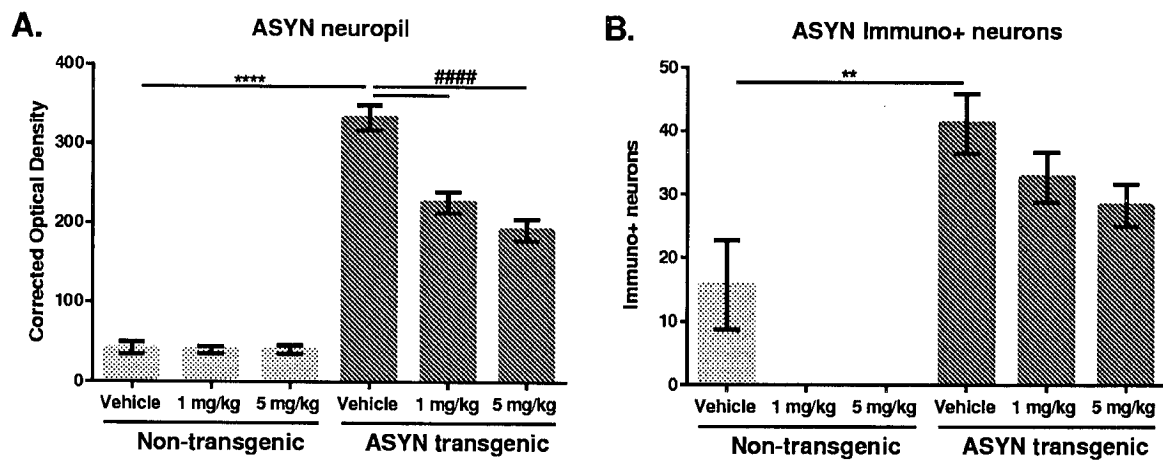 A.
ASYN neuropil
Corrected Optical Density
400
300
200
100
0
****
####
Vehicle 1 mg/kg 5 mg/kg Vehicle 1 mg/kg 5 mg/kg
Non-transgenic ASYN transgenic
B.
ASYN Immuno+ neurons
Immuno+ neurons
50
40
30
20
10
0
**
Vehicle 1 mg/kg 5 mg/kg Vehicle 1 mg/kg 5 mg/kg
Non-transgenic ASYN transgenic